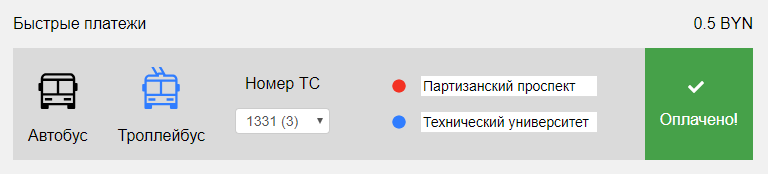 Быстрые платежи 0.5 BYN
Номер ТС
Партизанский проспект
1331 (3)
Технический университет
Оплачено!
Автобус Троллейбус